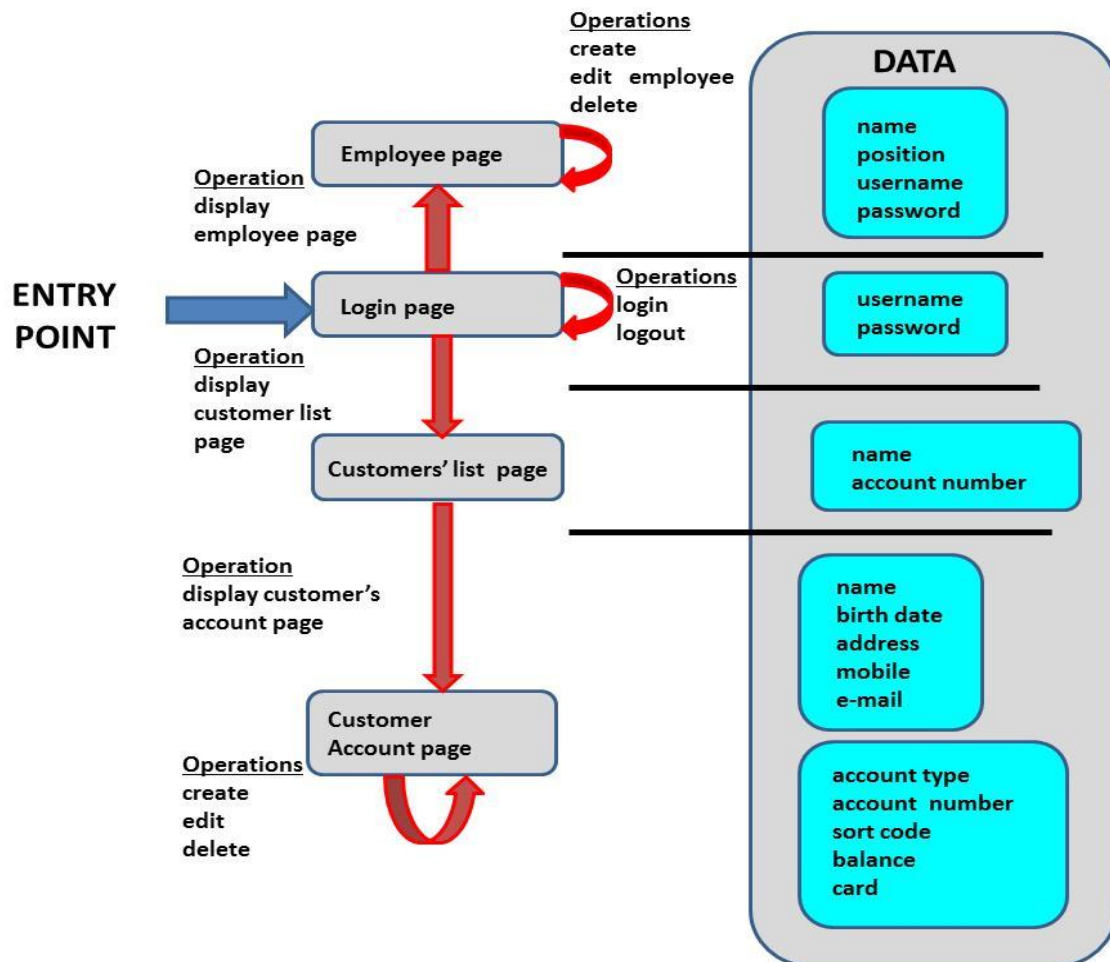 Operations
create
edit employee
delete
DATA
name
position
username
password
Employee page
Operation
display
employee page
ENTRY
POINT
Login page
Operations
login
logout
username
password
Operation
display
customer list
page
Customers’ list page
name
account number
Operation
display customer’s
account page
name
birth date
address
mobile
e-mail
Customer
Account page
Operations
create
edit
delete
account type
account number
sort code
balance
card